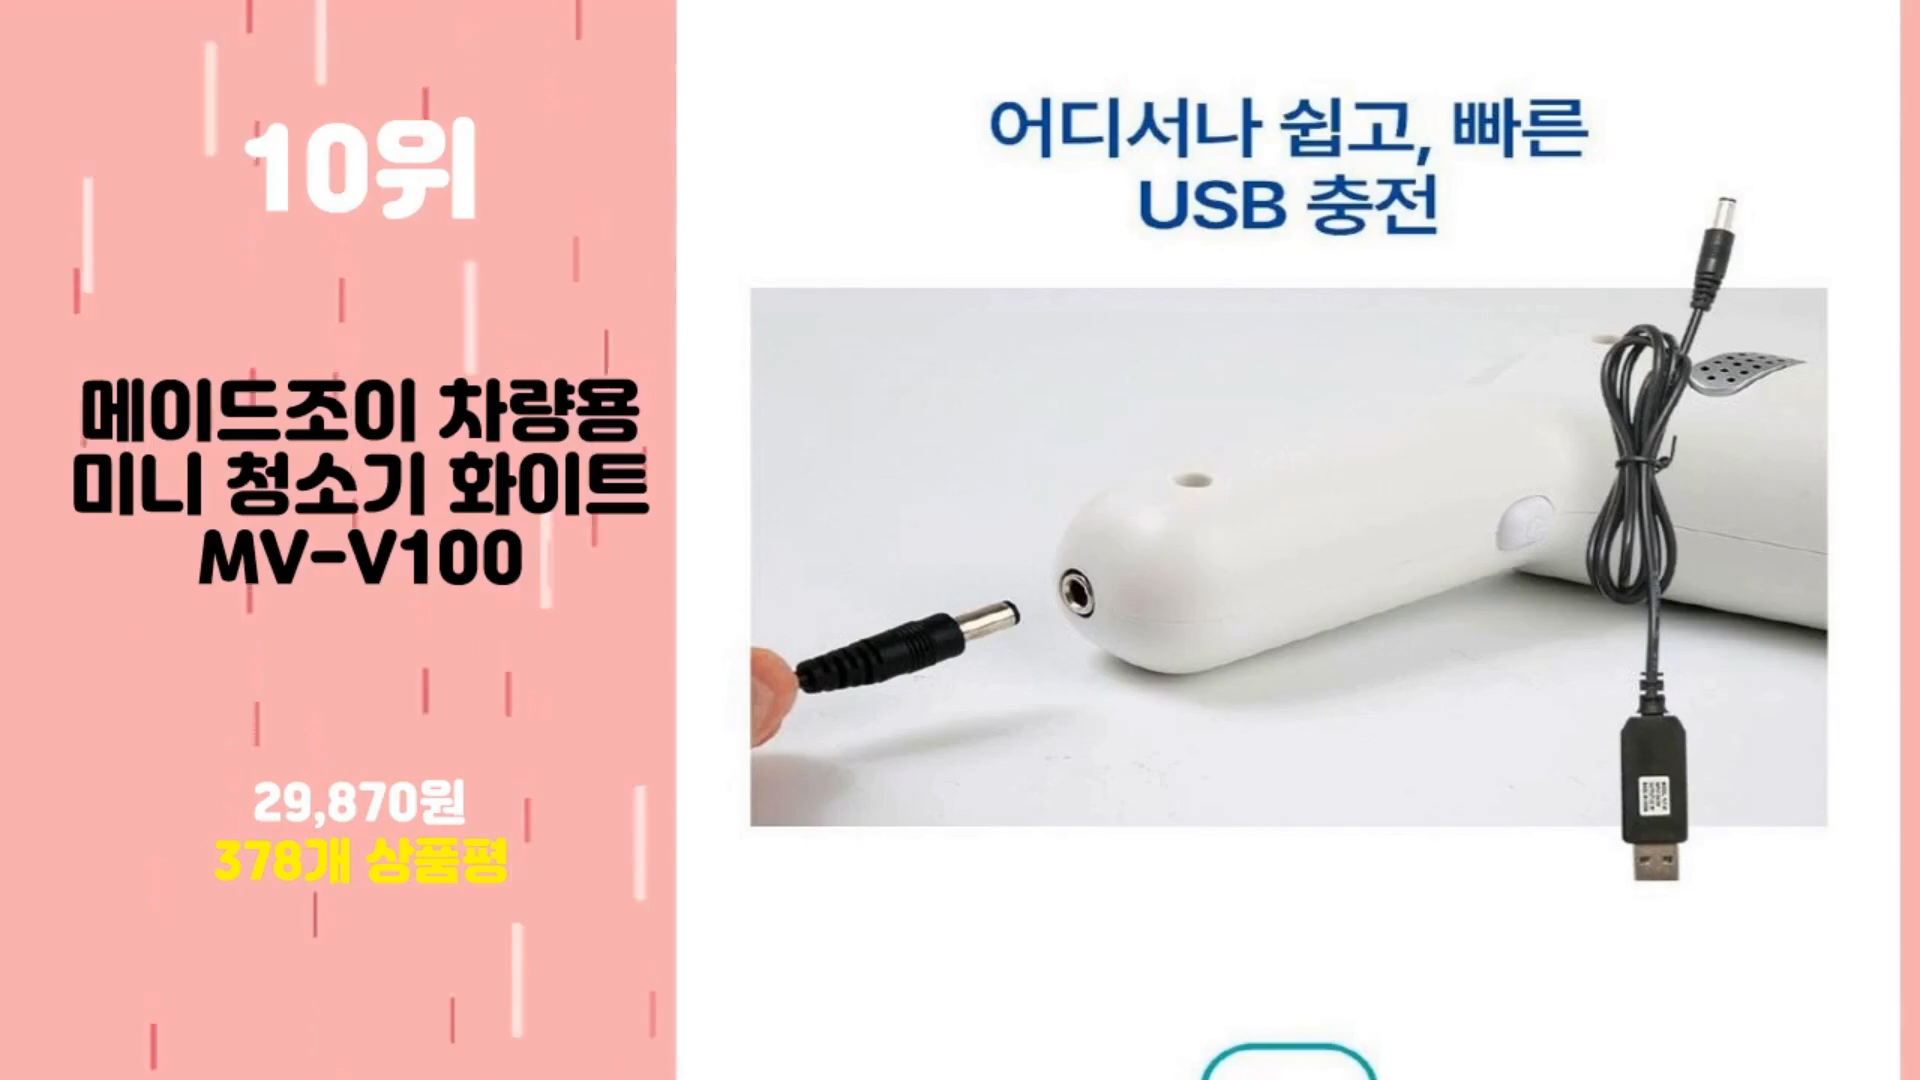 10위
메이드조이 차량용
미니 청소기 화이트
MV-V100
29,870원
378개 상품평
어디서나 쉽고, 빠른
USB 충전